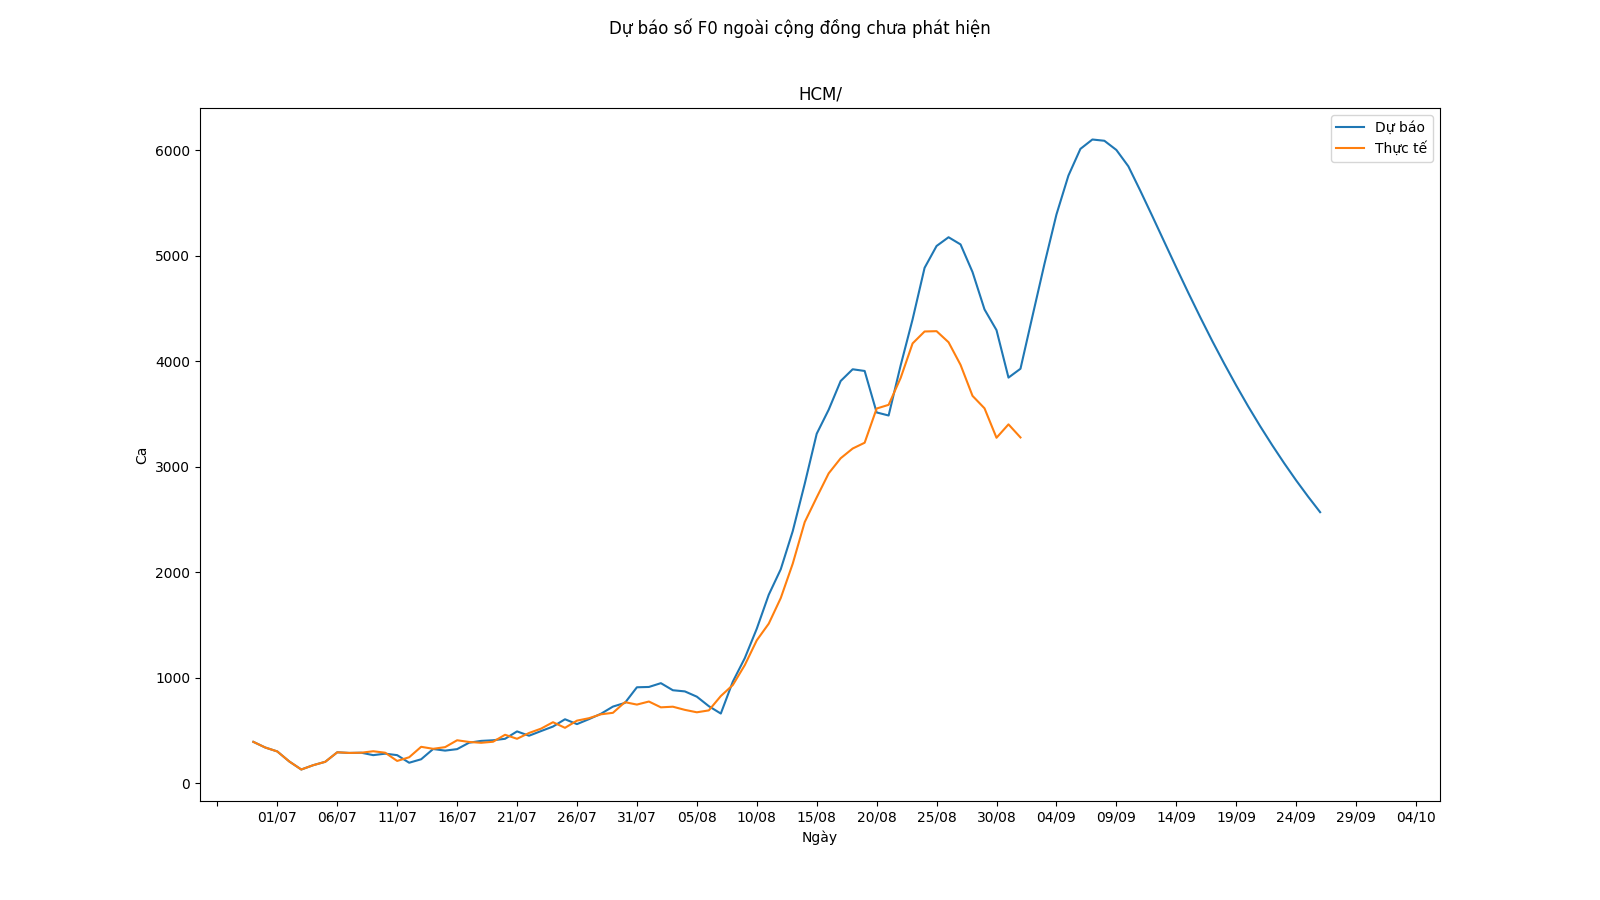 Dự báo số F0 ngoài cộng đồng chưa phát hiện
HCM/
Dự báo
Thực tế
6000
5000
4000
3000
2000
1000
0
Ca
01/07 06/07 11/07 16/07 21/07 26/07 31/07 05/08 10/08 15/08 20/08 25/08 30/08 04/09 09/09 14/09 19/09 24/09 29/09 04/10
Ngày